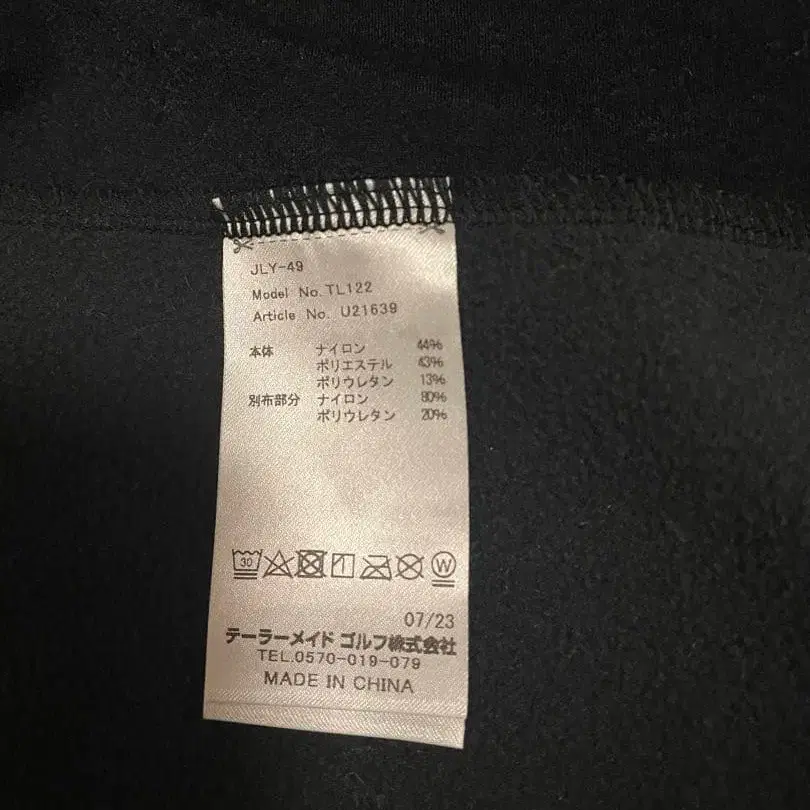 JLY-49
Model No. TL122
Article No. U21639
本体 ナイロン 44%
ポリエステル 43%
ポリウレタン 13%
別布部分 ナイロン 80%
ポリウレタン 20%
30
W
07/23
テーラーメイド ゴルフ株式会社
TEL.0570-019-079
MADE IN CHINA